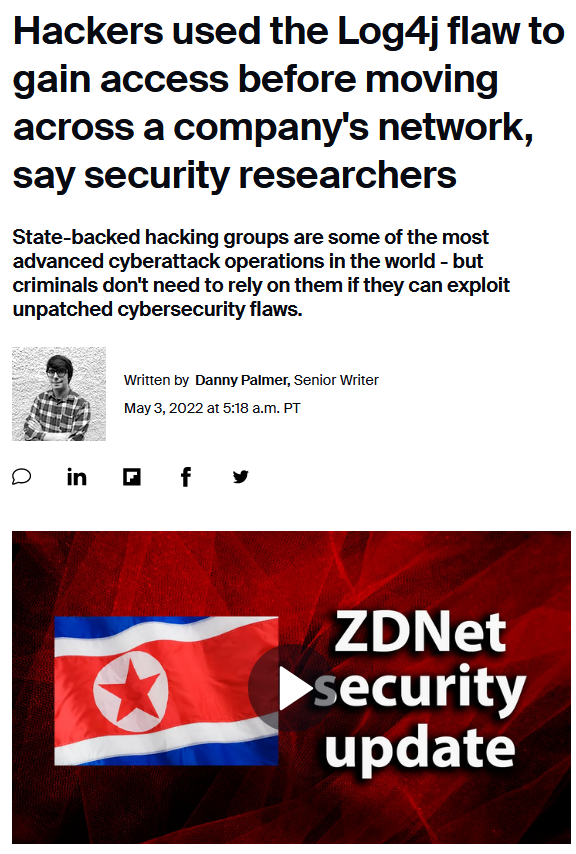 Hackers used the Log4j flaw to
gain access before moving
across a company's network,
say security researchers
State-backed hacking groups are some of the most
advanced cyberattack operations in the world - but
criminals don't need to rely on them if they can exploit
unpatched cybersecurity flaws.
Written by Danny Palmer, Senior Writer
May 3, 2022 at 5:18 a.m. PT
in
f
ZDNet
security
update